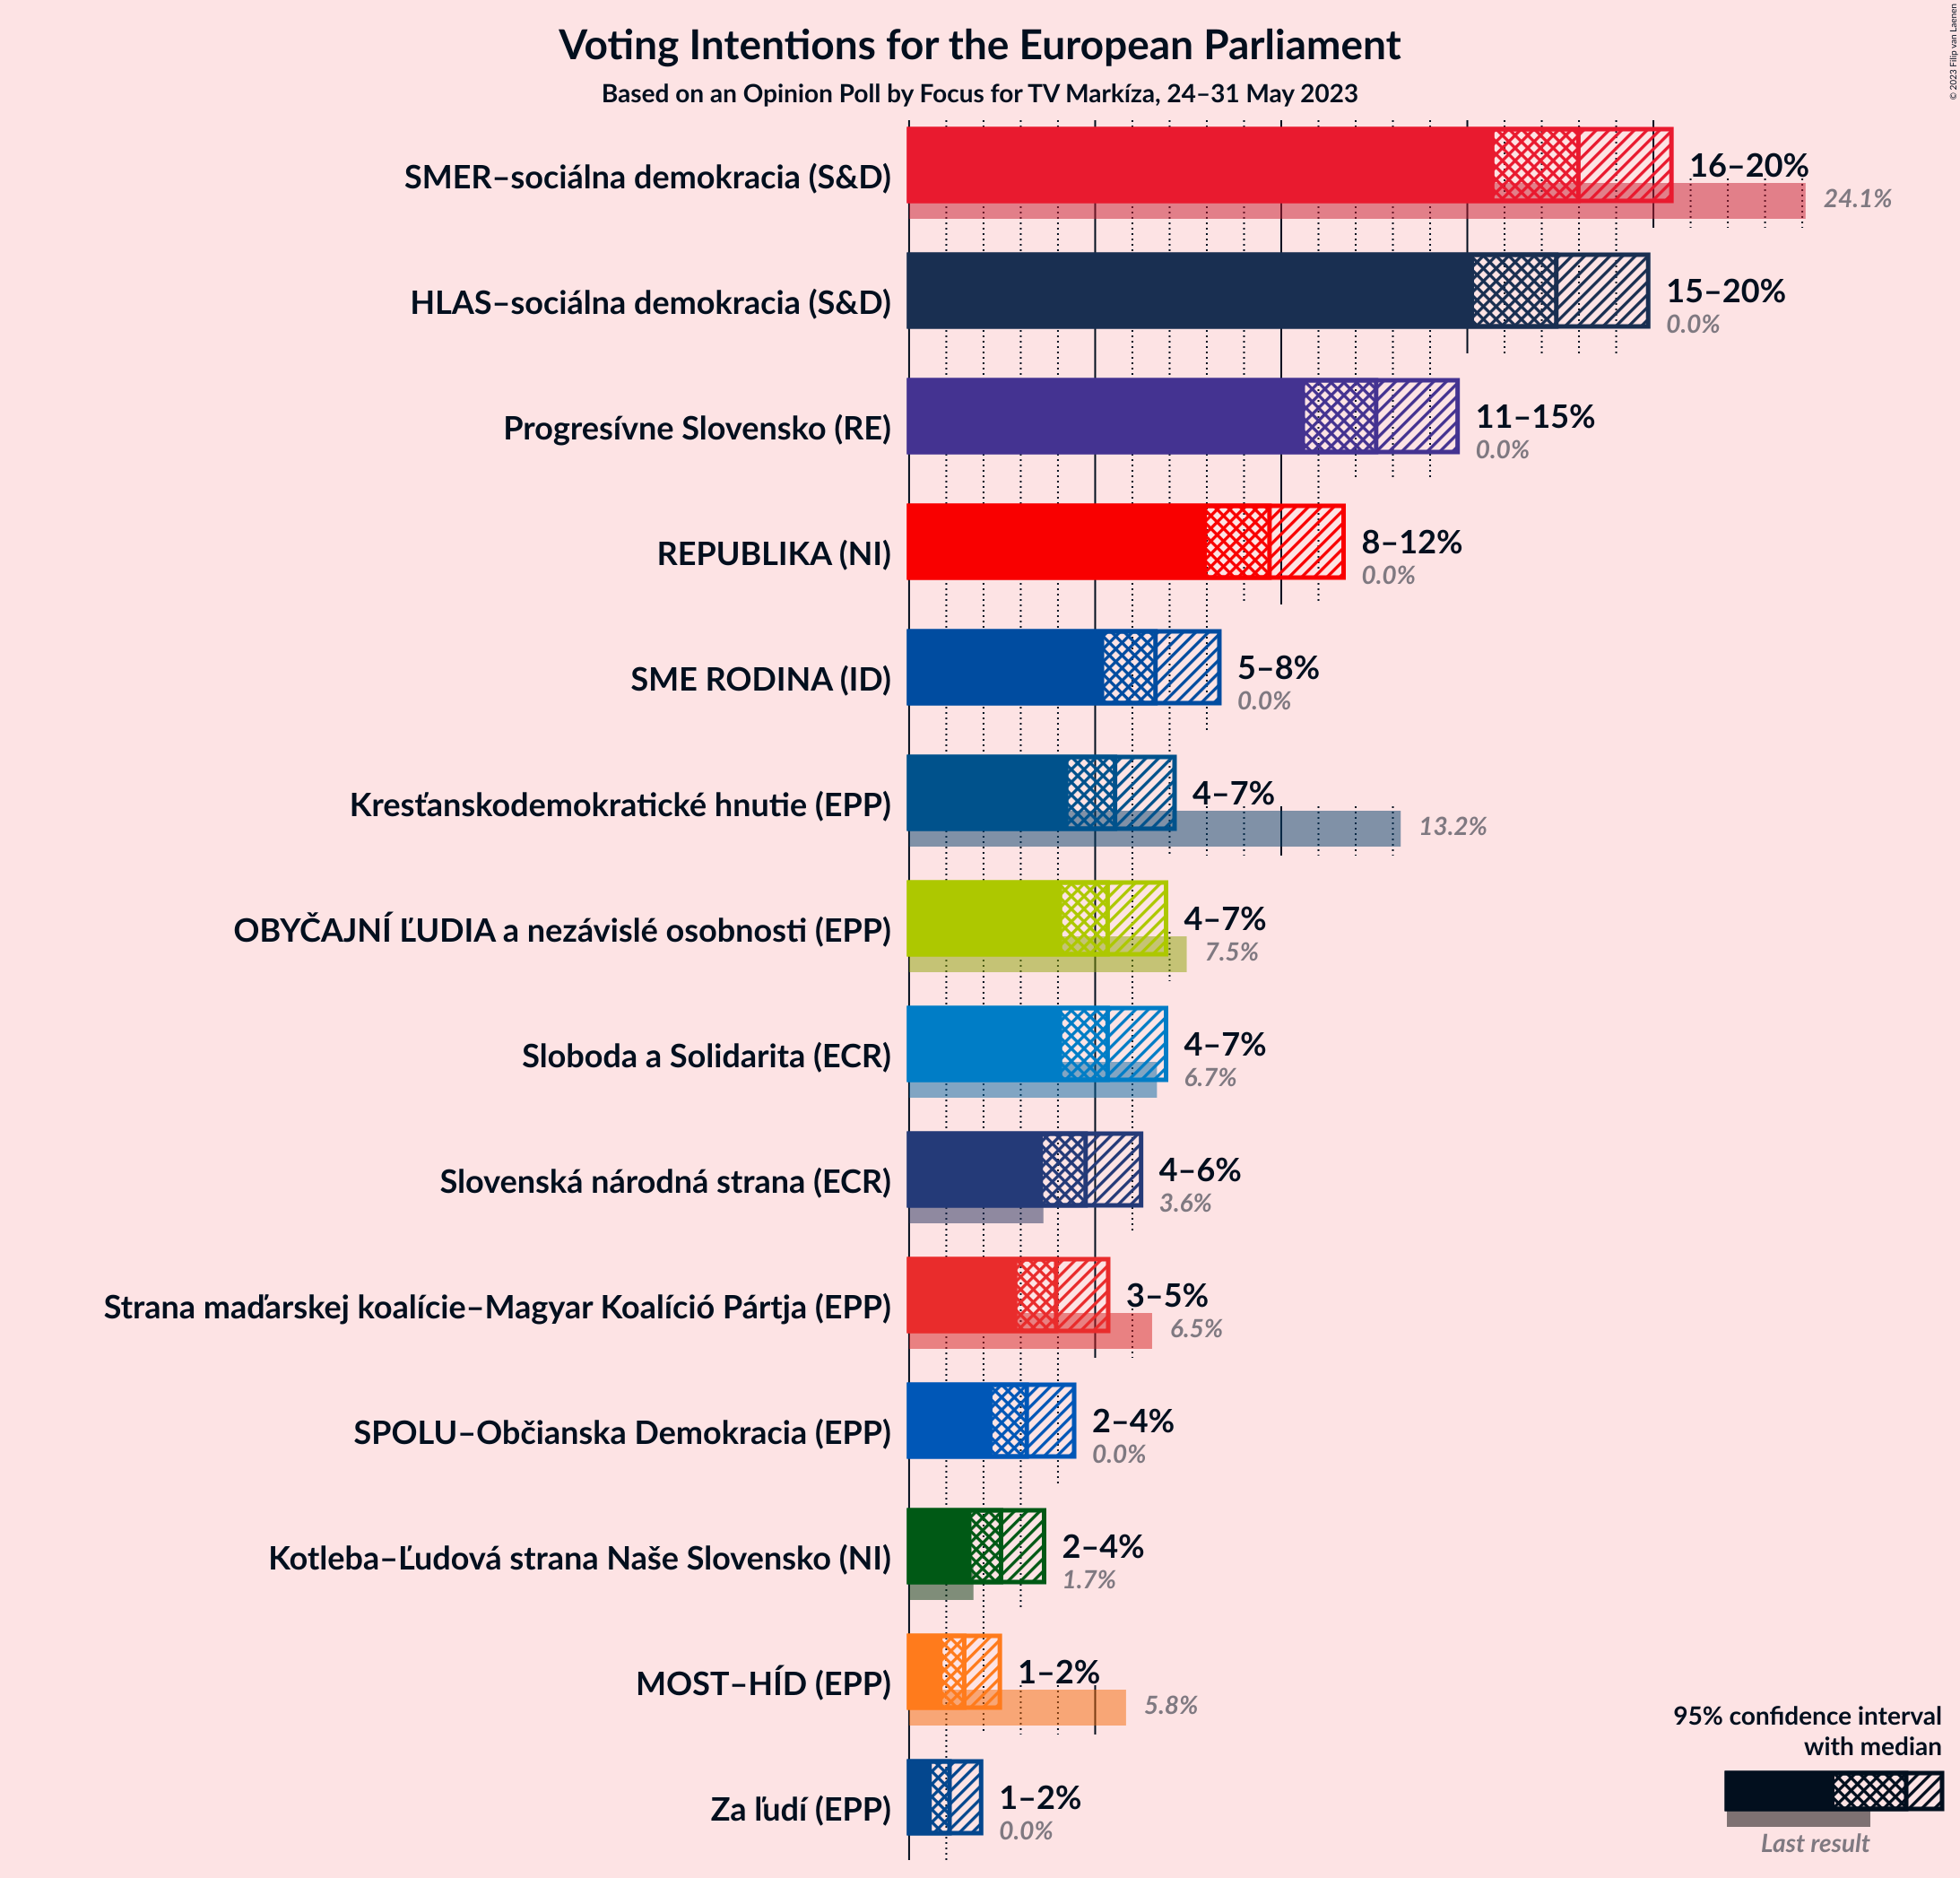 Voting Intentions for the European Parliament
Based on an Opinion Poll by Focus for TV Markíza, 24–31 May 2023
© 2023 Filip van Laenen
SMER–sociálna demokracia (S&D)
16–20%
24.1%
HLAS–sociálna demokracia (S&D)
15–20%
0.0%
Progresívne Slovensko (RE)
11–15%
0.0%
REPUBLIKA (NI)
8–12%
0.0%
SME RODINA (ID)
5–8%
0.0%
Kresťanskodemokratické hnutie (EPP)
4–7%
13.2%
OBYČAJNÍ ĽUDIA a nezávislé osobnosti (EPP)
4–7%
7.5%
Sloboda a Solidarita (ECR)
4–7%
6.7%
Slovenská národná strana (ECR)
4–6%
3.6%
Strana maďarskej koalície–Magyar Koalíció Pártja (EPP)
3–5%
6.5%
SPOLU–Občianska Demokracia (EPP)
2–4%
0.0%
Kotleba–Ľudová strana Naše Slovensko (NI)
2–4%
1.7%
MOST–HÍD (EPP)
1–2%
5.8%
Za ľudí (EPP)
1–2%
0.0%
95% confidence interval
with median
Last result